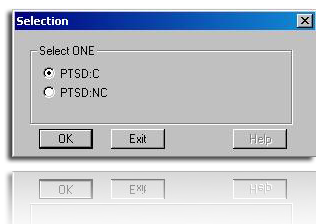 Selection
Select ONE
PTSD:C
PTSD:NC
OK Exit Help